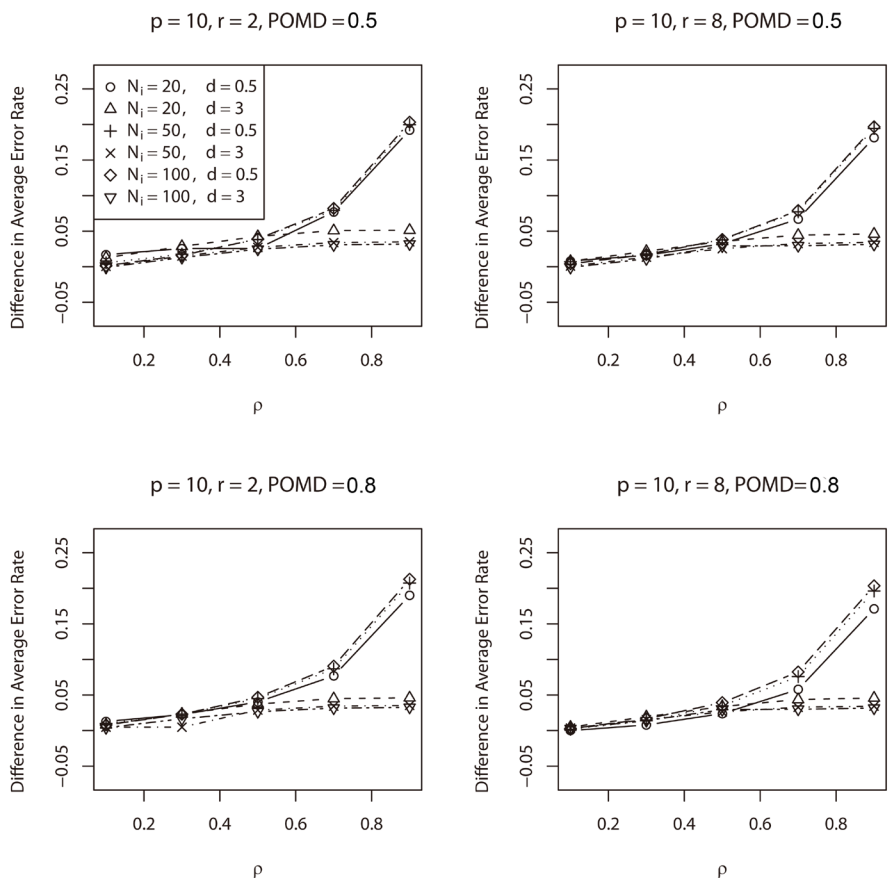 p = 10, r = 2, POMD = 0.5
Difference in Average Error Rate
0.25
0.15
0.05
−0.05
N i = 20, d = 0.5
N i = 20, d = 3
N i = 50, d = 0.5
N i = 50, d = 3
N i = 100, d = 0.5
N i = 100, d = 3
0.2 0.4 0.6 0.8
ρ
p = 10, r = 8, POMD = 0.5
Difference in Average Error Rate
0.25
0.15
0.05
−0.05
0.2 0.4 0.6 0.8
ρ
p = 10, r = 2, POMD = 0.8
Difference in Average Error Rate
0.25
0.15
0.05
−0.05
0.2 0.4 0.6 0.8
ρ
p = 10, r = 8, POMD= 0.8
Difference in Average Error Rate
0.25
0.15
0.05
−0.05
0.2 0.4 0.6 0.8
ρ